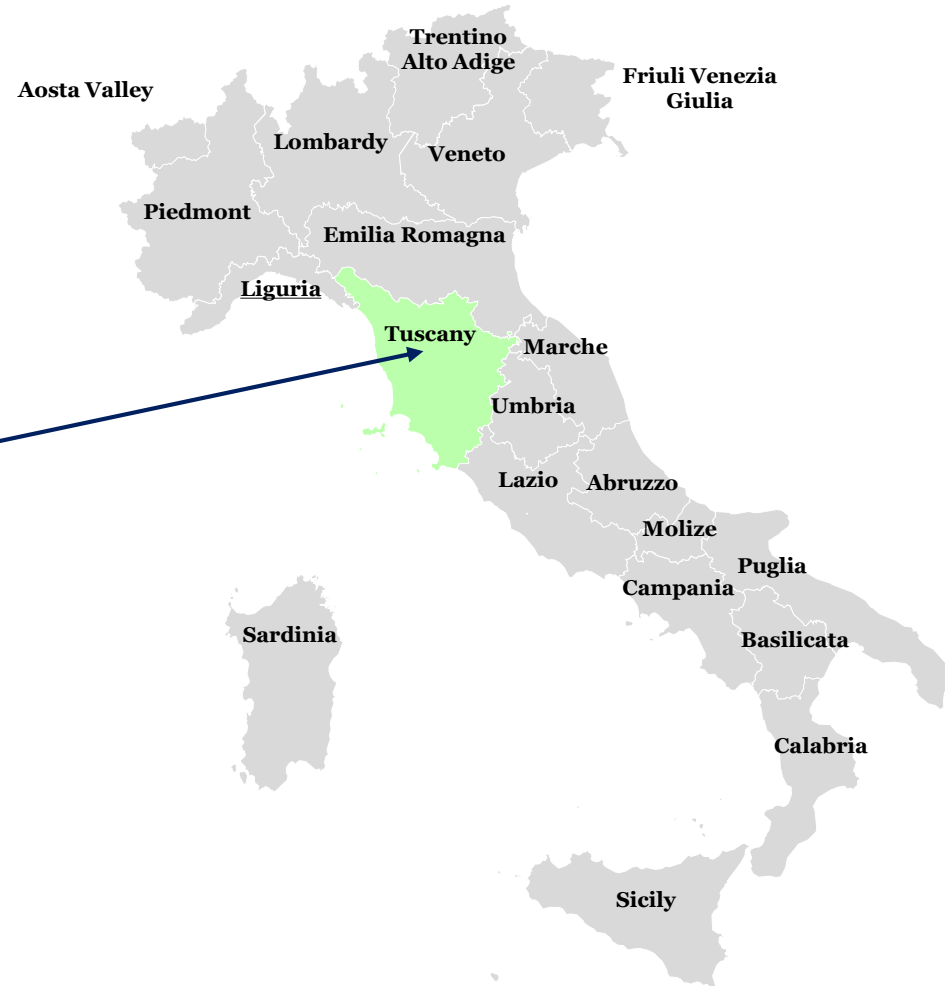 Trentino
Alto Adige
Aosta Valley
Friuli Venezia
Giulia
Lombardy
Veneto
Piedmont
Emilia Romagna
Liguria
Tuscany
Marche
Umbria
Lazio
Abruzzo
Molize
Puglia
Campania
Sardinia
Basilicata
Calabria
Sicily